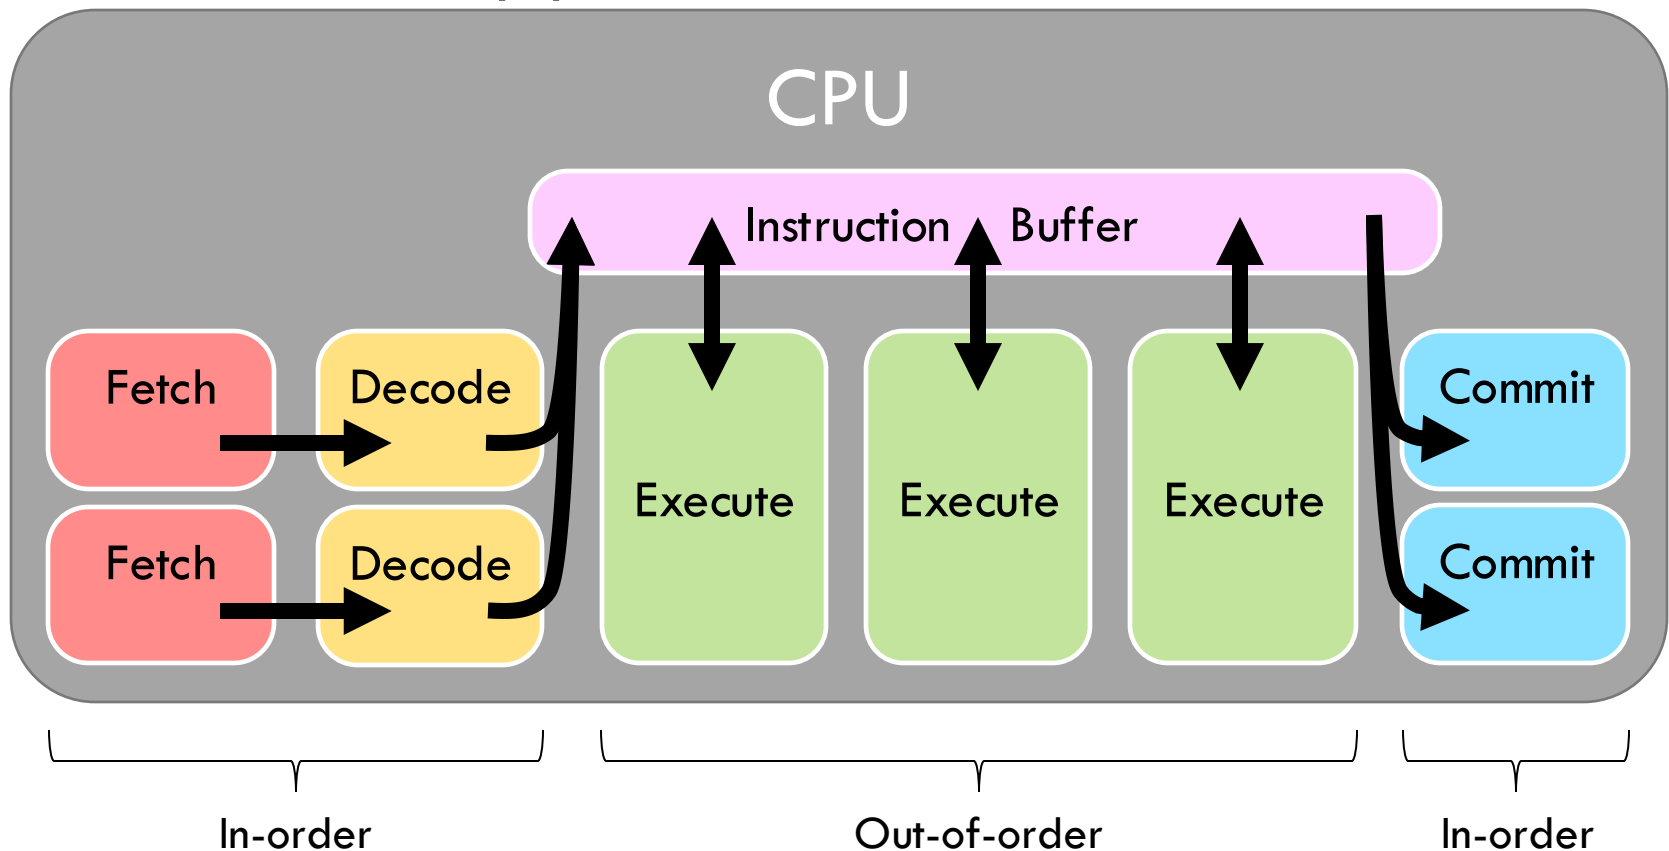 CPU
Instruction Buffer
Fetch
Decode
Fetch
Decode
Execute
Execute
Execute
Commit
Commit
In-order
Out-of-order
In-order